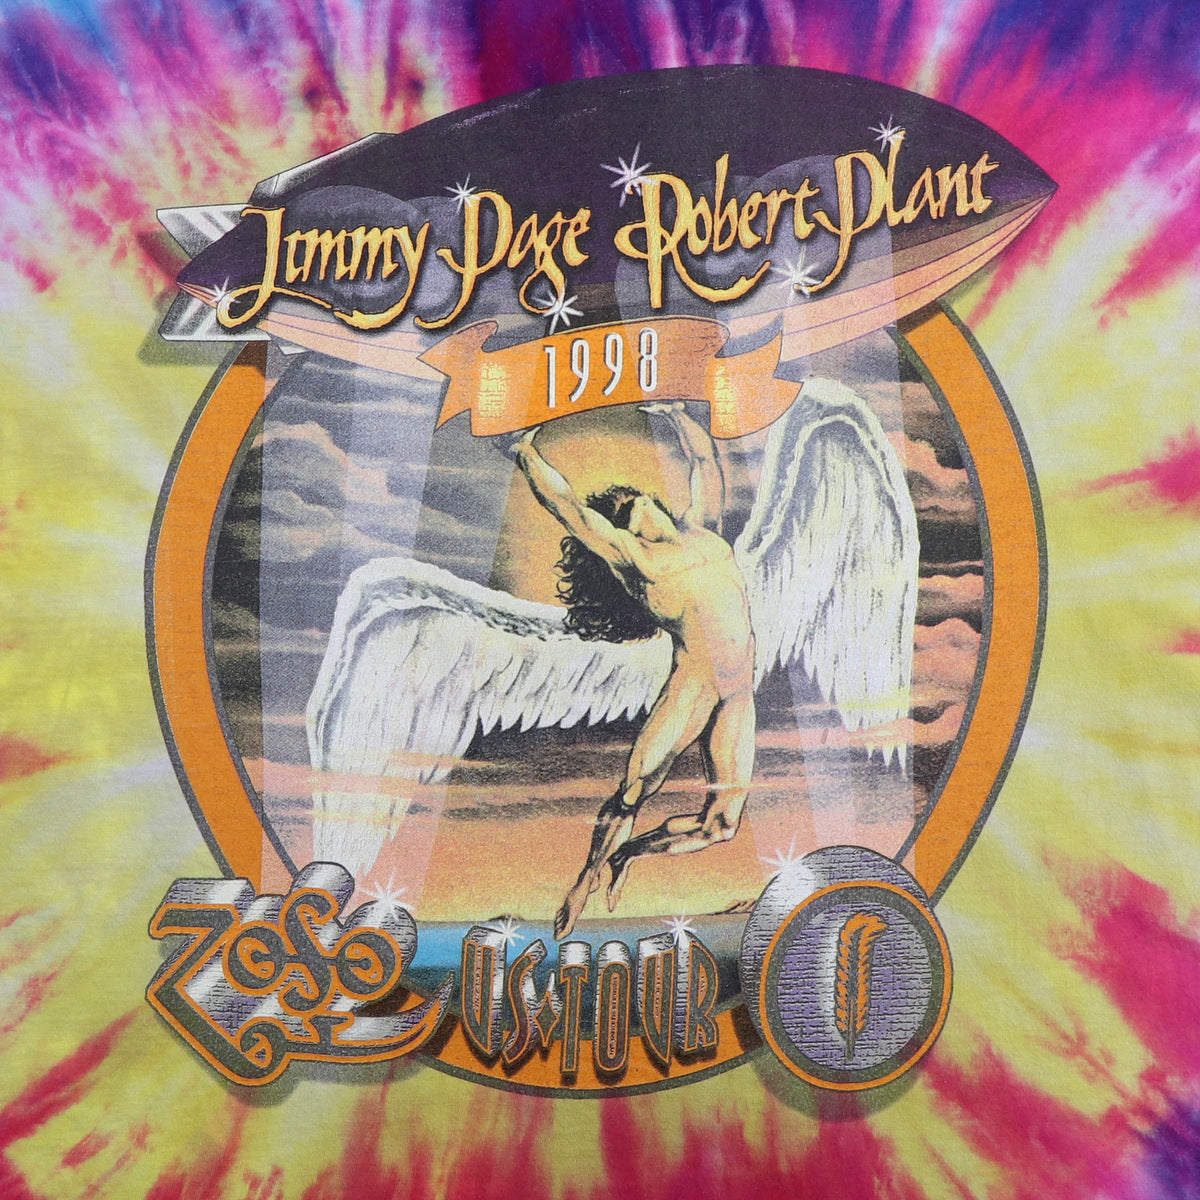 Jimmy Page Robert Plant
1998
ZoSo
US TOUR